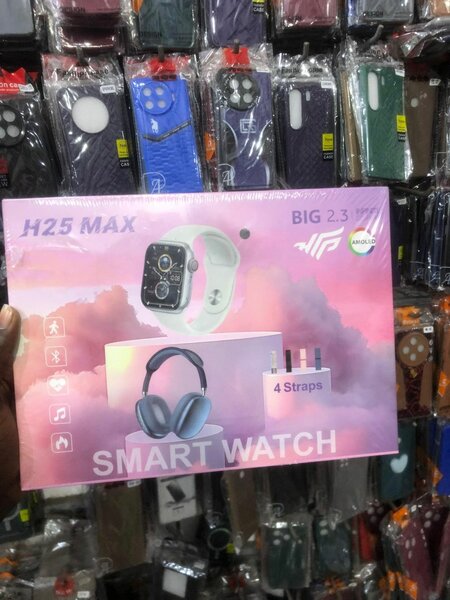 H25 MAX
BIG 2.3
AMOLED
4 Straps
SMART WATCH